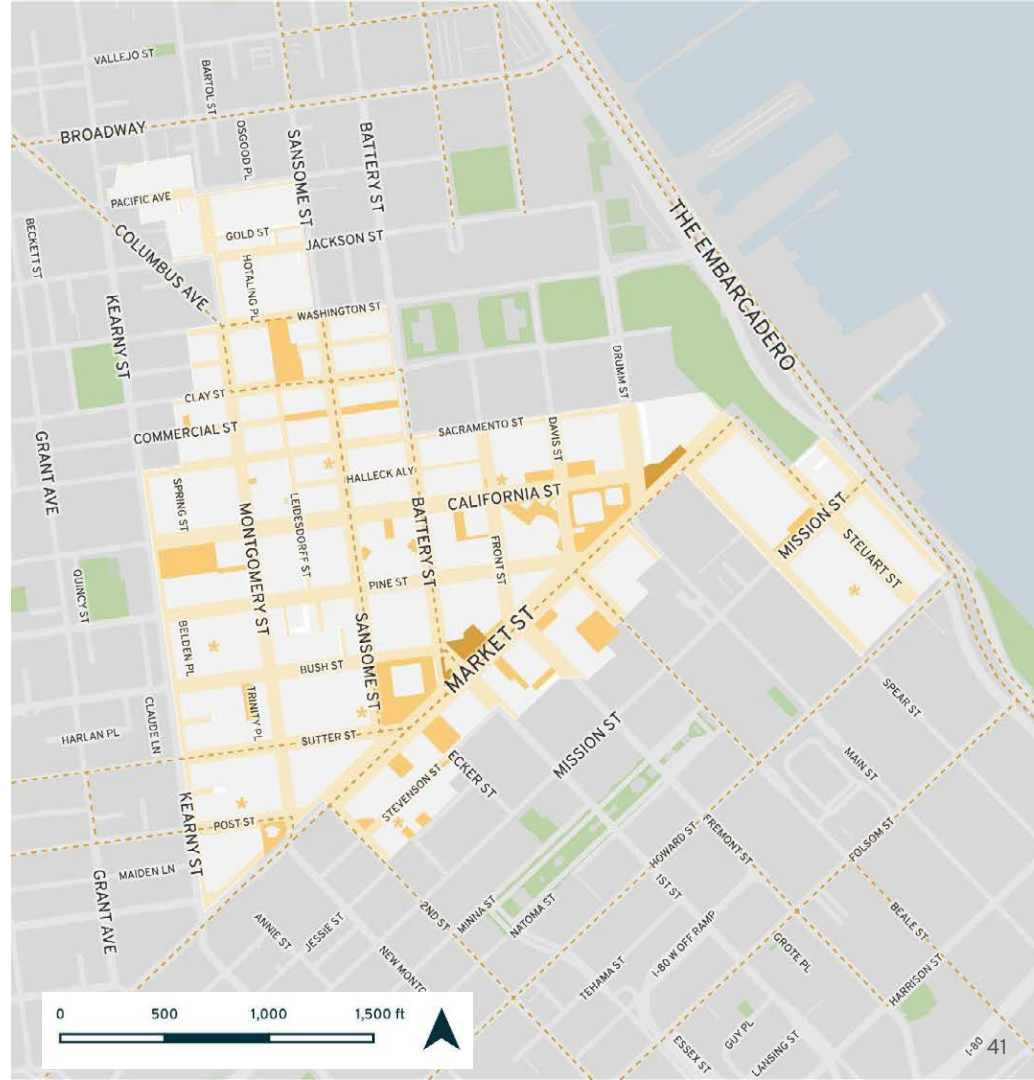 VALLEJO ST
BARTOL ST
BROADWAY
OSGOOD PL
SANSOME ST
BATTERY ST
PACIFIC AVE
BECKETT ST
COLUMBUS AVE
GOLD ST
JACKSON ST
THE EMBARCADERO
HOTALING PL
KEARNY ST
WASHINGTON ST
DRUMM ST
CLAY ST
COMMERCIAL ST
SACRAMENTO ST
DAVIS ST
GRANT AVE
SPRING ST
HALLECK ALY
CALIFORNIA ST
LEIDESDORFF ST
MONTGOMERY ST
BATTERY ST
MISSION ST
STEUART ST
FRONT ST
QUINCY ST
PINE ST
BELDEN PL
SANSOME ST
MARKET ST
BUSH ST
TRINITY PL
CLAUDE LN
HARLAN PL
SUTTER ST
SPEAR ST
MISSION ST
MAIN ST
ECKER ST
STEVENSON ST
KEARNY ST
POST ST
MAIDEN LN
GRANT AVE
HOWARD ST
FREMONT ST
FOLSOM ST
1ST ST
2ND ST
MINNA ST
NATOMA ST
BEALE ST
ANNIE ST
JESSIE ST
NEW MONTG
I-80 W OFF RAMP
GROTE PL
TEHAMA ST
HARRISON ST
GUY PL
ESSEX ST
LANSING ST
I-80
41
0 500 1,000 1,500 ft